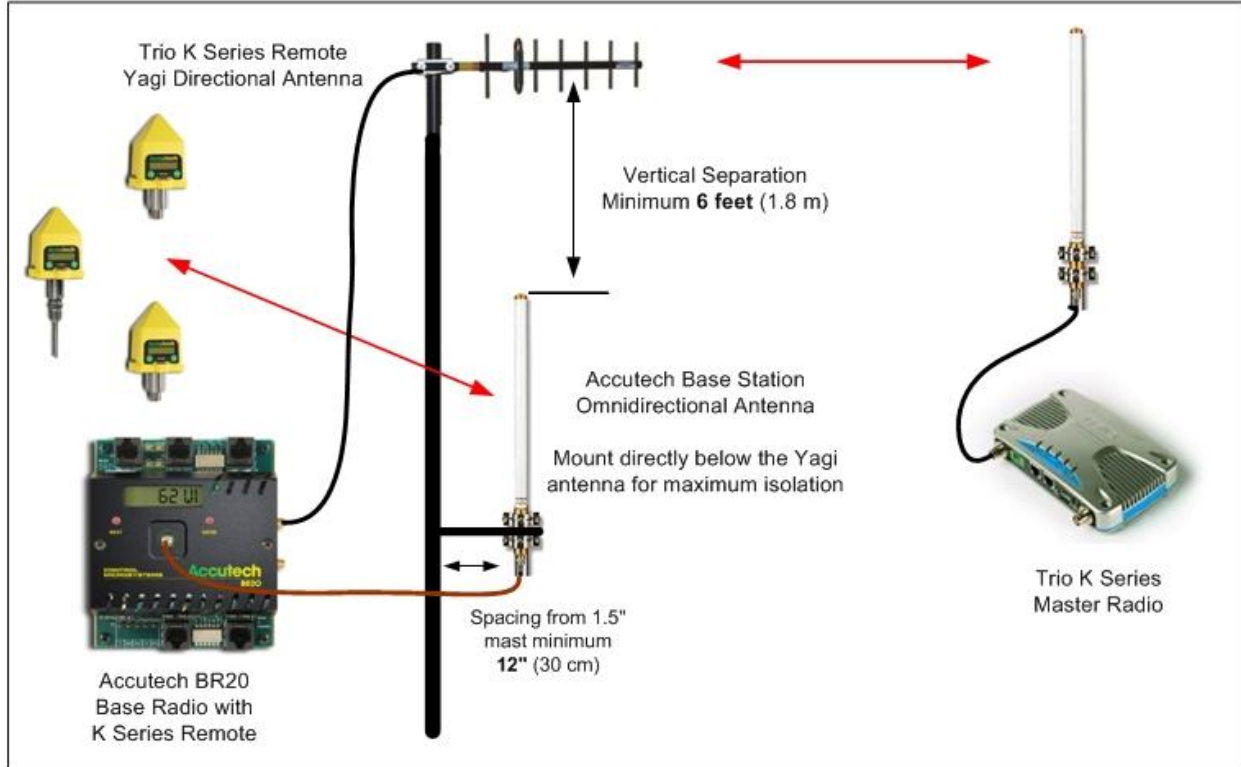 Trio K Series Remote
Yagi Directional Antenna
Vertical Separation
Minimum 6 feet (1.8 m)
Accutech Base Station
Omnidirectional Antenna
Mount directly below the Yagi
antenna for maximum isolation
Spacing from 1.5"
mast minimum
12" (30 cm)
Accutech
BR20
Accutech BR20
Base Radio with
K Series Remote
Trio K Series
Master Radio